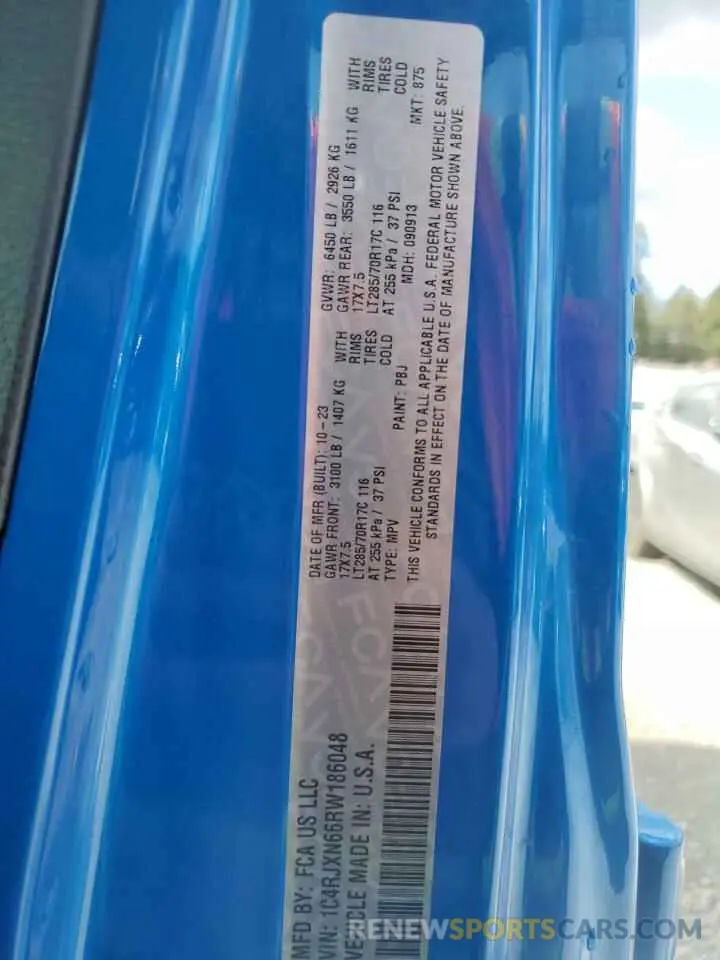 MFD BY: FCA US LLC
VIN: 1C4RJXN66RW186048
VEHICLE MADE IN: U.S.A.
DATE OF MFR (BUILT): 10-23
GAWR FRONT: 3100 LB / 1407 KG WITH
17X7.5 RIMS
LT285/70R17C 116 TIRES
AT 255 kPa / 37 PSI COLD
TYPE: MPV
GVWR: 6450 LB / 2926 KG
GAWR REAR: 3550 LB / 1611 KG WITH
17X7.5 RIMS
LT285/70R17C 116 TIRES
AT 255 kPa / 37 PSI COLD
PAINT: PBJ MDH: 090913 MKT: 875
THIS VEHICLE CONFORMS TO ALL APPLICABLE U.S.A. FEDERAL MOTOR VEHICLE SAFETY
STANDARDS IN EFFECT ON THE DATE OF MANUFACTURE SHOWN ABOVE.
FCA
RENEWSPORTSCARS.COM